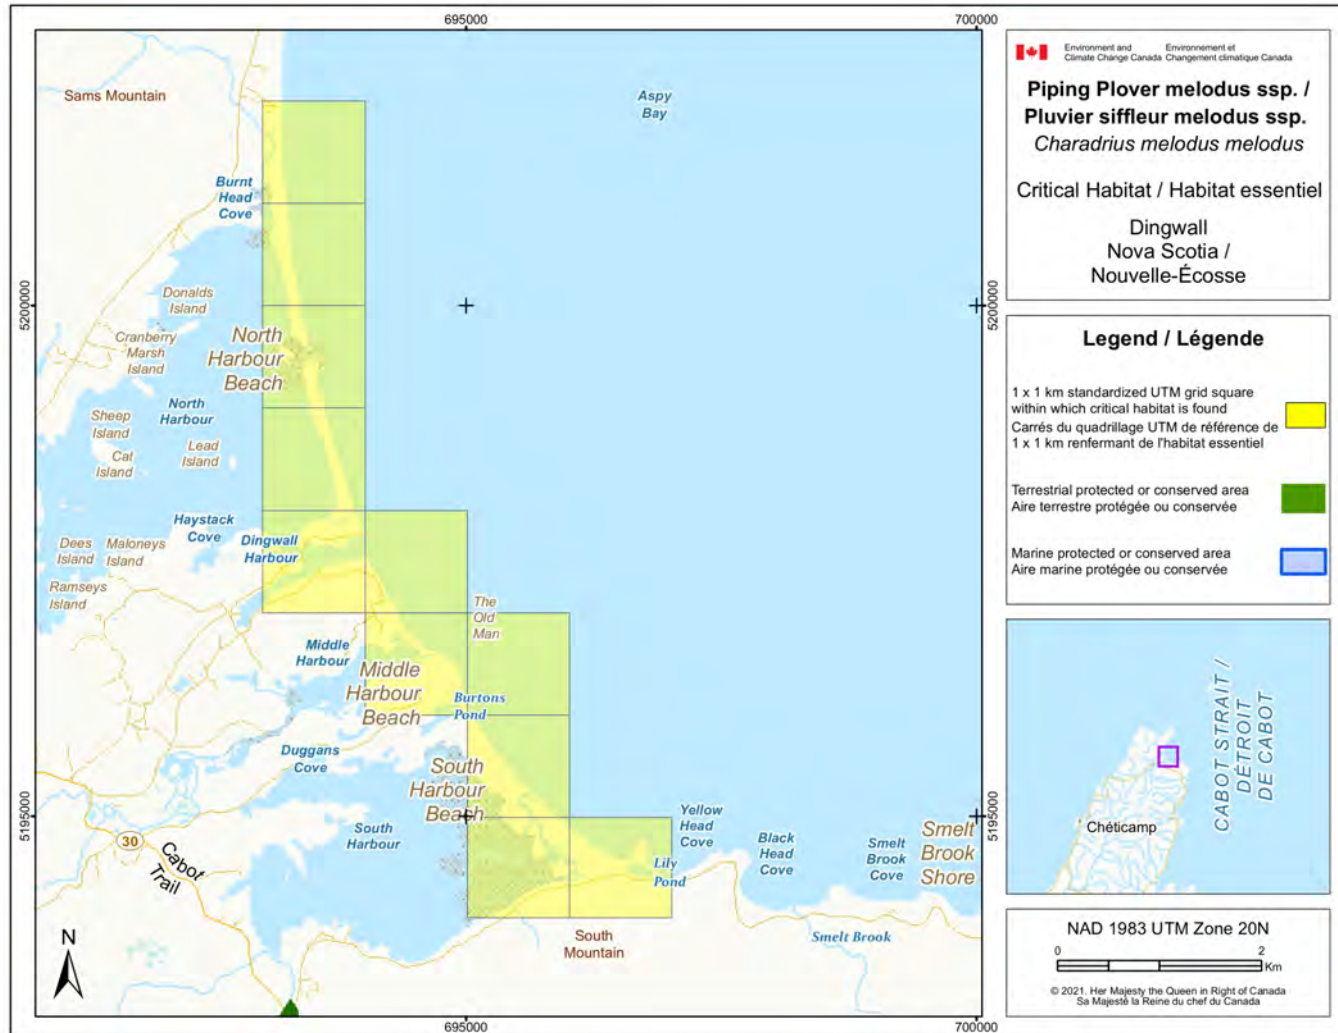 695000
700000
Sams Mountain
Aspy
Bay
Burnt
Head
Cove
5200000
5200000
Donalds
Island
Cranberry
Marsh
Island
North
Harbour
Beach
North
Harbour
Sheep
Island
Cat
Island
Lead
Island
Haystack
Cove
Dingwall
Harbour
Dees
Island
Maloneys
Island
Ramseys
Island
The
Old
Man
Middle
Harbour
Middle
Harbour
Beach
Burtons
Pond
Duggans
Cove
South
Harbour
Beach
5195000
5195000
South
Harbour
30
Cabot
Trail
Yellow
Head
Cove
Black
Head
Cove
Smelt
Brook
Cove
Smelt
Brook
Shore
Lily
Pond
South
Mountain
Smelt Brook
N
695000
700000
Environment and
Climate Change Canada
Environnement et
Changement climatique Canada
Piping Plover melodus ssp. /
Pluvier siffleur melodus ssp.
Charadrius melodus melodus
Critical Habitat / Habitat essentiel
Dingwall
Nova Scotia /
Nouvelle-Écosse
Legend / Légende
1 x 1 km standardized UTM grid square
within which critical habitat is found
Carrés du quadrillage UTM de référence de
1 x 1 km renfermant de l'habitat essentiel
Terrestrial protected or conserved area
Aire terrestre protégée ou conservée
Marine protected or conserved area
Aire marine protégée ou conservée
CABOT STRAIT /
DÉTROIT
DE CABOT
Chéticamp
NAD 1983 UTM Zone 20N
0
2
Km
© 2021. Her Majesty the Queen in Right of Canada
Sa Majesté la Reine du chef du Canada